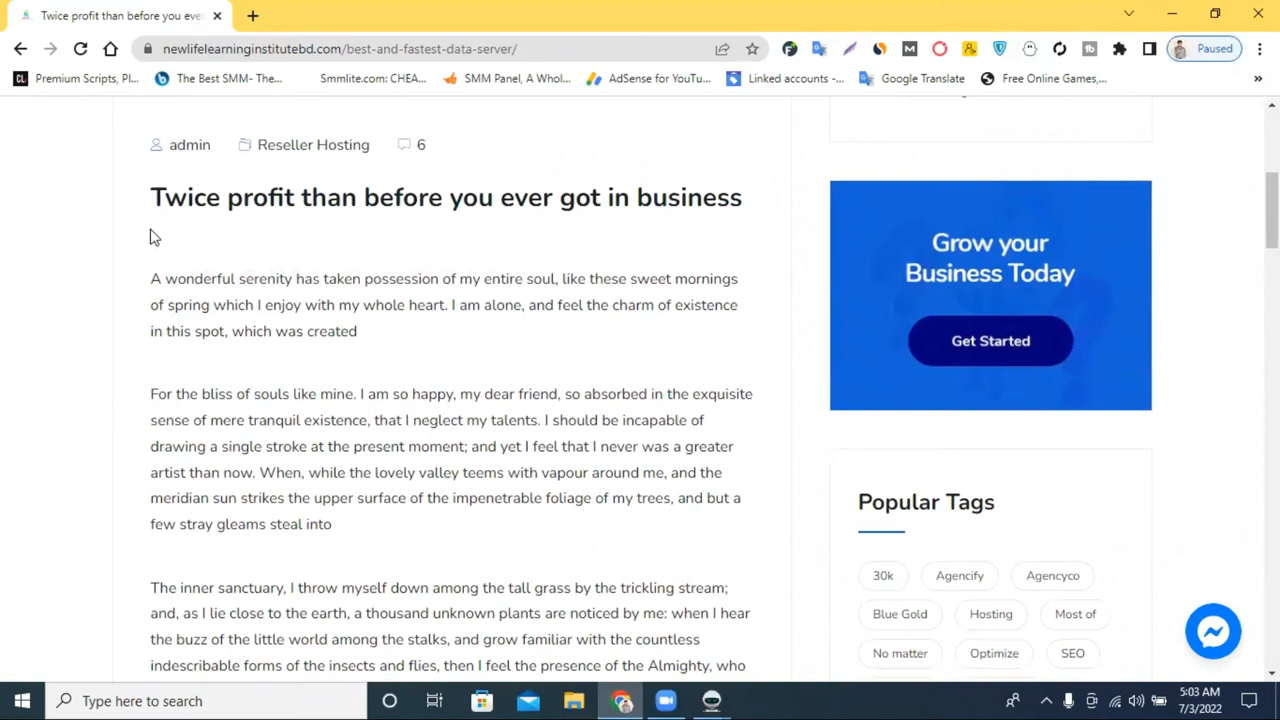 Twice profit than before you eve
newlifelearninginstitutebd.com/best-and-fastest-data-server/
Paused
Premium Scripts, Pl...
The Best SMM- The...
Smmlite.com: CHEA...
SMM Panel, A Whol...
AdSense for YouTu...
Linked accounts -...
Google Translate
Free Online Games,...
»
admin
Reseller Hosting
6
Twice profit than before you ever got in business
A wonderful serenity has taken possession of my entire soul, like these sweet mornings
of spring which I enjoy with my whole heart. I am alone, and feel the charm of existence
in this spot, which was created
For the bliss of souls like mine. I am so happy, my dear friend, so absorbed in the exquisite
sense of mere tranquil existence, that I neglect my talents. I should be incapable of
drawing a single stroke at the present moment; and yet I feel that I never was a greater
artist than now. When, while the lovely valley teems with vapour around me, and the
meridian sun strikes the upper surface of the impenetrable foliage of my trees, and but a
few stray gleams steal into
The inner sanctuary, I throw myself down among the tall grass by the trickling stream;
and, as I lie close to the earth, a thousand unknown plants are noticed by me: when I hear
the buzz of the little world among the stalks, and grow familiar with the countless
indescribable forms of the insects and flies, then I feel the presence of the Almighty, who
Grow your
Business Today
Get Started
Popular Tags
30k
Agencify
Agencyco
Blue Gold
Hosting
Most of
No matter
Optimize
SEO
Type here to search
5:03 AM
7/3/2022